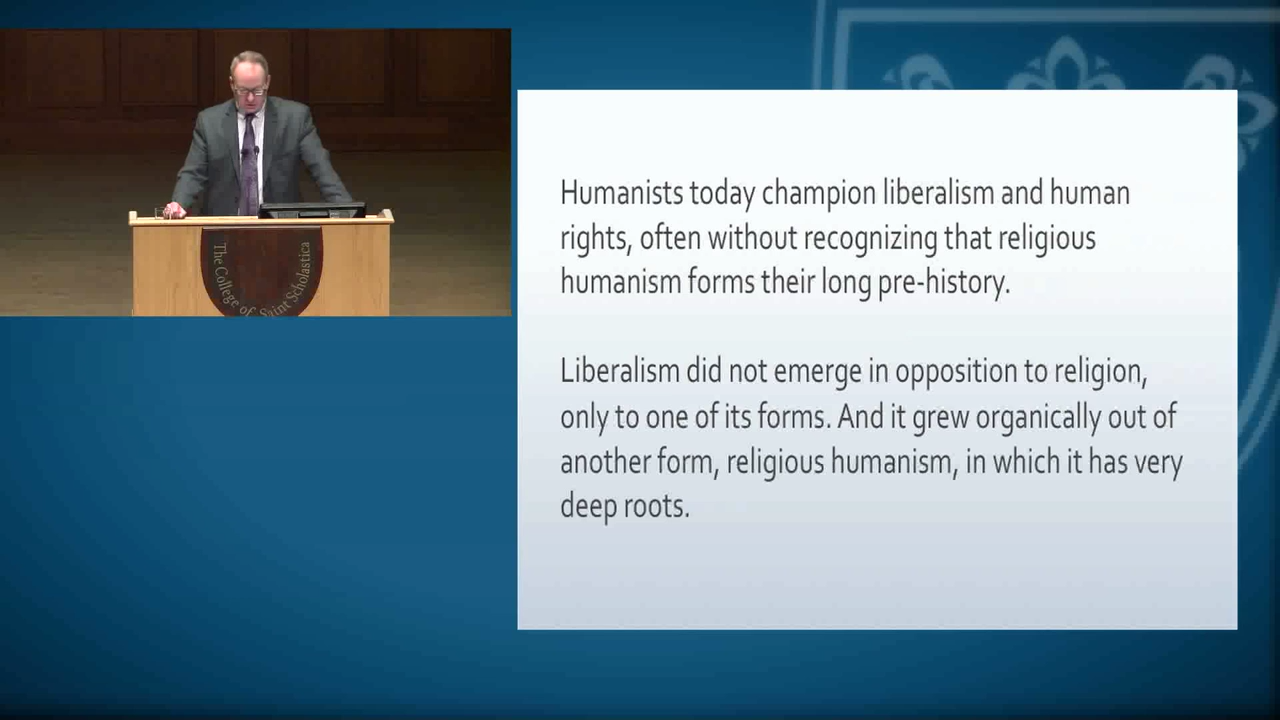 The College of Saint Scholastica
Humanists today champion liberalism and human
rights, often without recognizing that religious
humanism forms their long pre-history.
Liberalism did not emerge in opposition to religion,
only to one of its forms. And it grew organically out of
another form, religious humanism, in which it has very
deep roots.